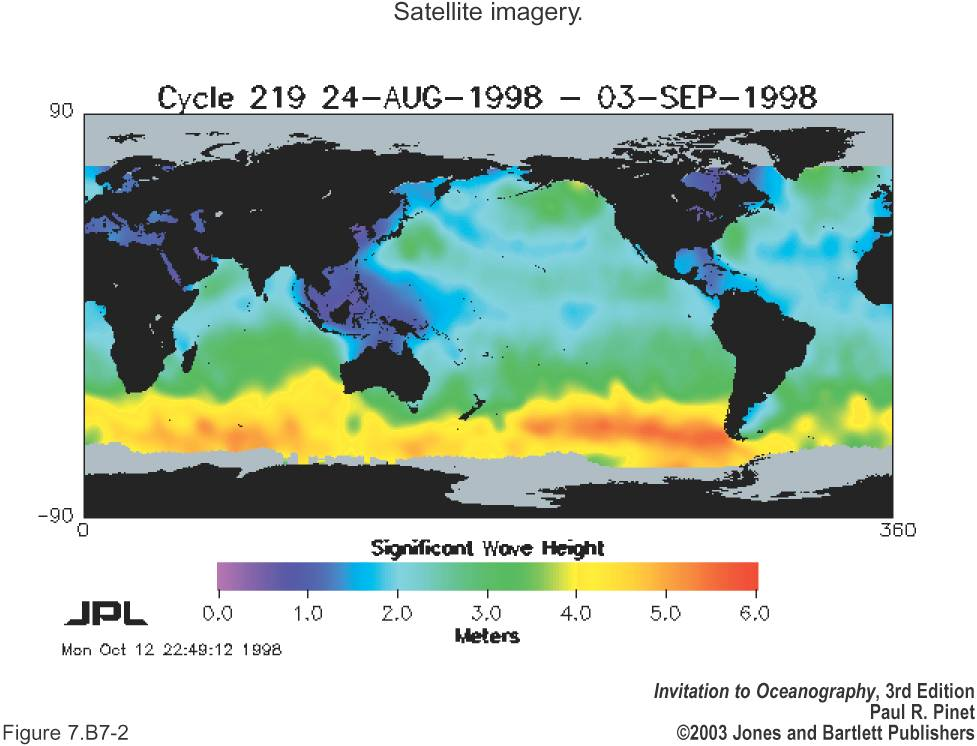 Satellite imagery.
Cycle 219 24-AUG-1998 - 03-SEP-1998
90
-90
0 360
Significant Wave Height
0.0 1.0 2.0 3.0 4.0 5.0 6.0
Meters
JPL
Mon Oct 12 22:49:12 1998
Invitation to Oceanography, 3rd Edition
Paul R. Pinet
Figure 7.B7-2 ©2003 Jones and Bartlett Publishers